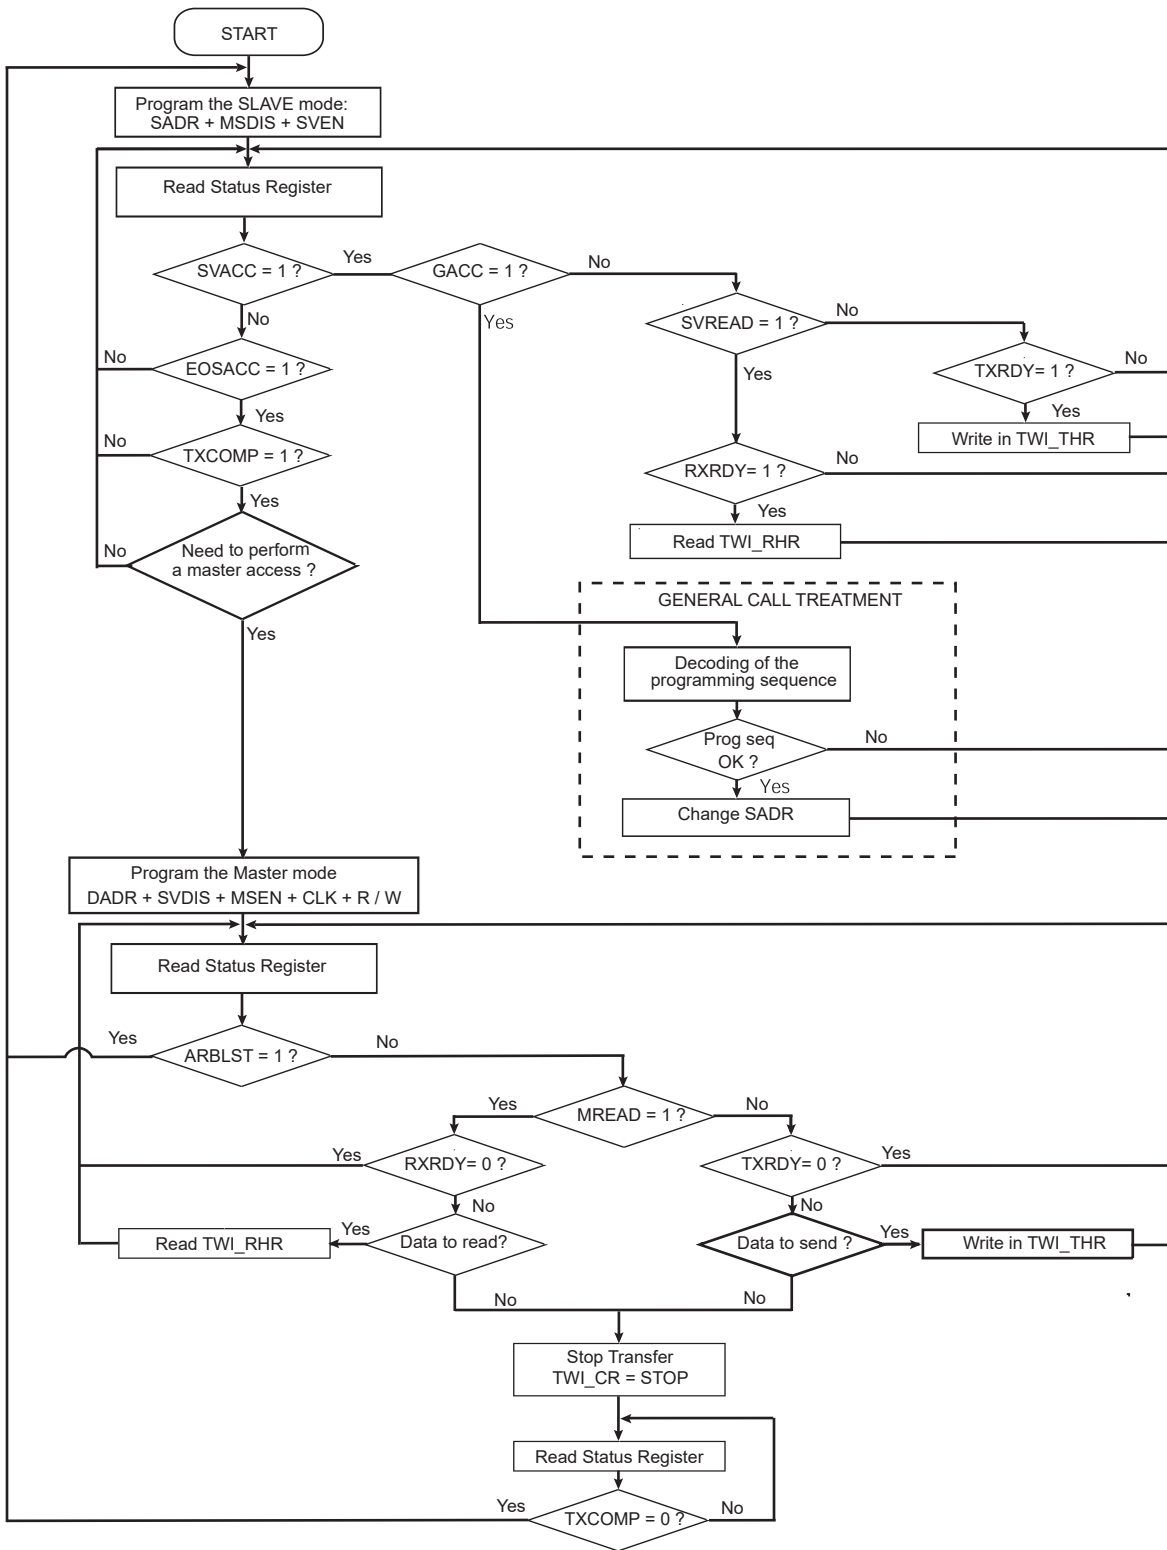 START
Program the SLAVE mode:
SADR + MSDIS + SVEN
Read Status Register
SVACC = 1 ?
Yes
GACC = 1 ?
No
SVREAD = 1 ?
No
TXRDY= 1 ?
No
Yes
Write in TWI_THR
No
Yes
EOSACC = 1 ?
No
Yes
Yes
TXCOMP = 1 ?
No
Yes
RXRDY= 1 ?
No
Yes
Read TWI_RHR
Need to perform
a master access ?
No
Yes
GENERAL CALL TREATMENT
Decoding of the
programming sequence
Prog seq
OK ?
No
Yes
Change SADR
Program the Master mode
DADR + SVDIS + MSEN + CLK + R / W
Read Status Register
Yes
ARBLST = 1 ?
No
Yes
MREAD = 1 ?
No
Yes
RXRDY= 0 ?
TXRDY= 0 ?
Yes
No
No
Read TWI_RHR
Yes
Data to read?
Data to send ?
Yes
Write in TWI_THR
No
No
Stop Transfer
TWI_CR = STOP
Read Status Register
Yes
TXCOMP = 0 ?
No